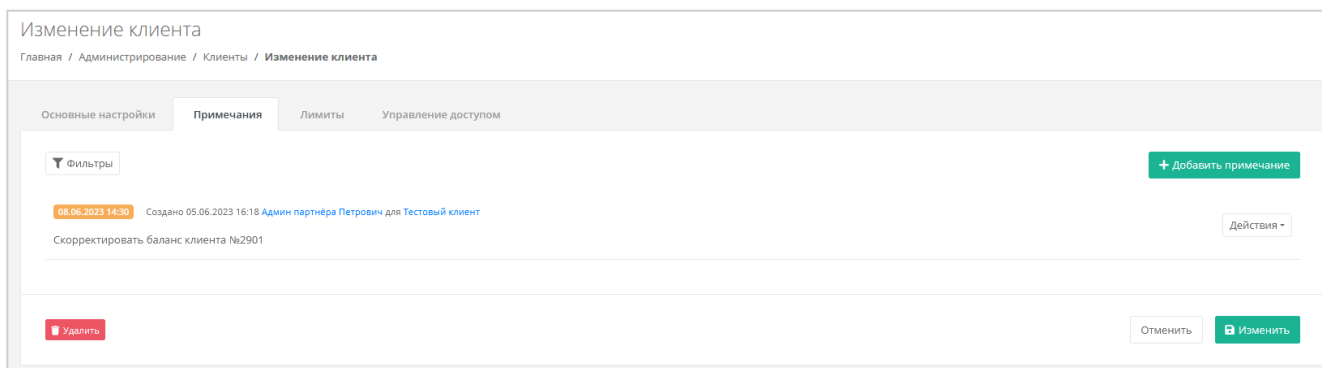 Изменение клиента
Главная / Администрирование / Клиенты / Изменение клиента
Основные настройки Примечания Лимиты Управление доступом
Фильтры + Добавить примечание
08.06.2023 14:30 Создано 05.06.2023 16:18 Админ партнёра Петрович для Тестовый клиент
Действия
Скорректировать баланс клиента №2901
Удалить Отменить Изменить